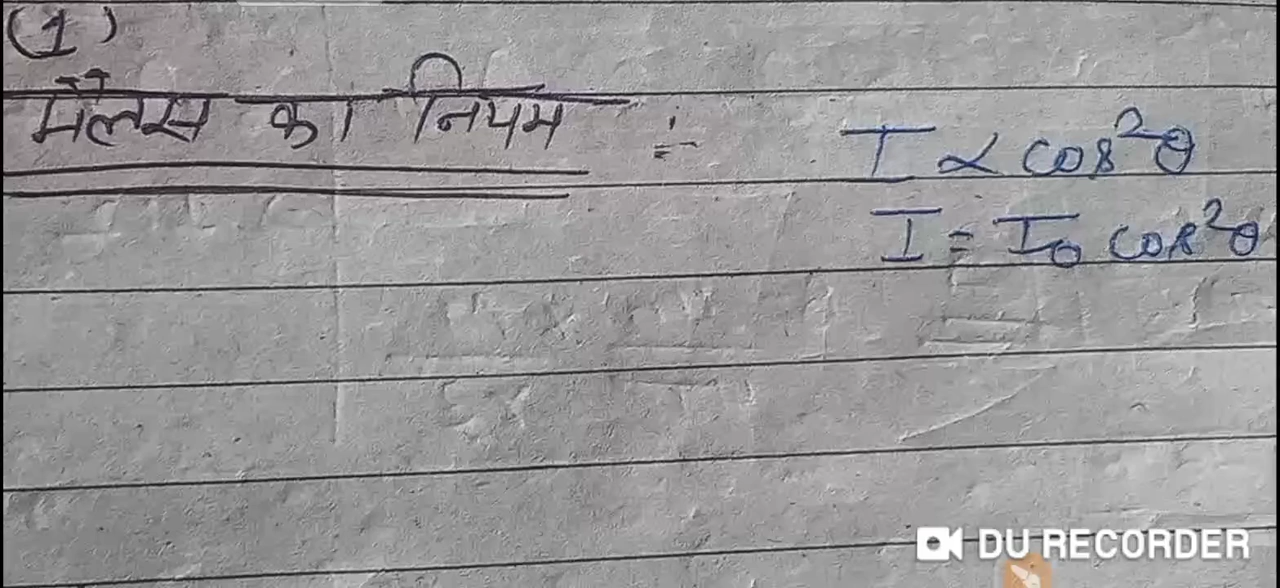 (1)
मैलस का नियम :- I ∝ cos²θ
I = I₀ cos²θ
DU RECORDER